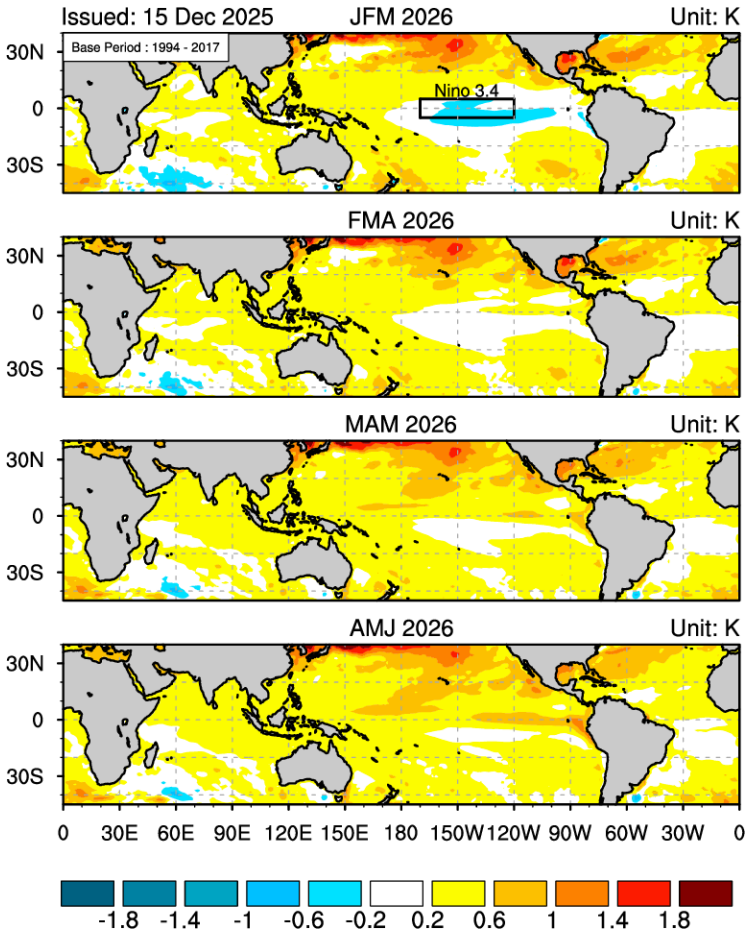 Issued: 15 Dec 2025 JFM 2026 Unit: K
Base Period : 1994 - 2017
30N
Nino 3.4
0
30S
FMA 2026 Unit: K
30N
0
30S
MAM 2026 Unit: K
30N
0
30S
AMJ 2026 Unit: K
30N
0
30S
0 30E 60E 90E 120E 150E 180 150W 120W 90W 60W 30W 0
-1.8 -1.4 -1 -0.6 -0.2 0.2 0.6 1 1.4 1.8